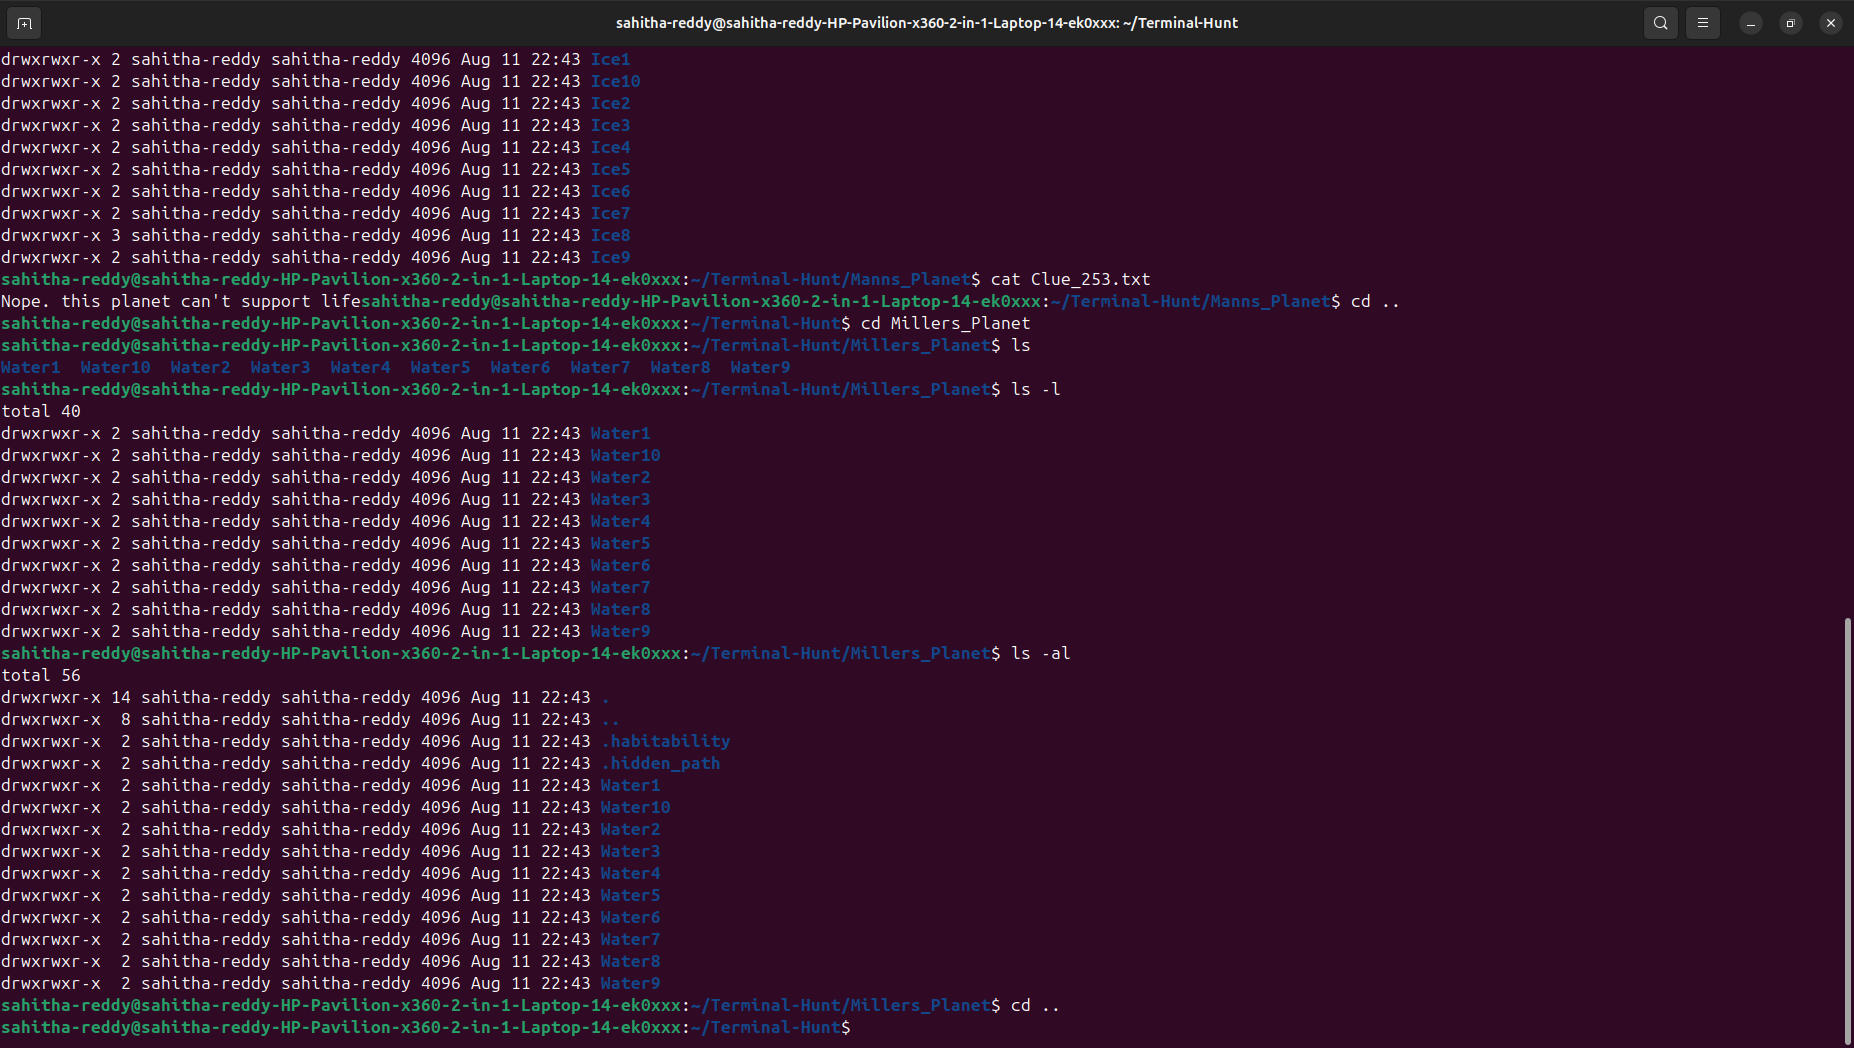 sahitha-reddy@sahitha-reddy-HP-Pavilion-x360-2-in-1-Laptop-14-ek0xxx: ~/Terminal-Hunt
drwxrwxr-x 2 sahitha-reddy sahitha-reddy 4096 Aug 11 22:43 Ice1
drwxrwxr-x 2 sahitha-reddy sahitha-reddy 4096 Aug 11 22:43 Ice10
drwxrwxr-x 2 sahitha-reddy sahitha-reddy 4096 Aug 11 22:43 Ice2
drwxrwxr-x 2 sahitha-reddy sahitha-reddy 4096 Aug 11 22:43 Ice3
drwxrwxr-x 2 sahitha-reddy sahitha-reddy 4096 Aug 11 22:43 Ice4
drwxrwxr-x 2 sahitha-reddy sahitha-reddy 4096 Aug 11 22:43 Ice5
drwxrwxr-x 2 sahitha-reddy sahitha-reddy 4096 Aug 11 22:43 Ice6
drwxrwxr-x 2 sahitha-reddy sahitha-reddy 4096 Aug 11 22:43 Ice7
drwxrwxr-x 3 sahitha-reddy sahitha-reddy 4096 Aug 11 22:43 Ice8
drwxrwxr-x 2 sahitha-reddy sahitha-reddy 4096 Aug 11 22:43 Ice9
sahitha-reddy@sahitha-reddy-HP-Pavilion-x360-2-in-1-Laptop-14-ek0xxx:~/Terminal-Hunt/Manns_Planet$ cat Clue_253.txt
Nope. this planet can't support lifesahitha-reddy@sahitha-reddy-HP-Pavilion-x360-2-in-1-Laptop-14-ek0xxx:~/Terminal-Hunt/Manns_Planet$ cd ..
sahitha-reddy@sahitha-reddy-HP-Pavilion-x360-2-in-1-Laptop-14-ek0xxx:~/Terminal-Hunt$ cd Millers_Planet
sahitha-reddy@sahitha-reddy-HP-Pavilion-x360-2-in-1-Laptop-14-ek0xxx:~/Terminal-Hunt/Millers_Planet$ ls
Water1  Water10  Water2  Water3  Water4  Water5  Water6  Water7  Water8  Water9
sahitha-reddy@sahitha-reddy-HP-Pavilion-x360-2-in-1-Laptop-14-ek0xxx:~/Terminal-Hunt/Millers_Planet$ ls -l
total 40
drwxrwxr-x 2 sahitha-reddy sahitha-reddy 4096 Aug 11 22:43 Water1
drwxrwxr-x 2 sahitha-reddy sahitha-reddy 4096 Aug 11 22:43 Water10
drwxrwxr-x 2 sahitha-reddy sahitha-reddy 4096 Aug 11 22:43 Water2
drwxrwxr-x 2 sahitha-reddy sahitha-reddy 4096 Aug 11 22:43 Water3
drwxrwxr-x 2 sahitha-reddy sahitha-reddy 4096 Aug 11 22:43 Water4
drwxrwxr-x 2 sahitha-reddy sahitha-reddy 4096 Aug 11 22:43 Water5
drwxrwxr-x 2 sahitha-reddy sahitha-reddy 4096 Aug 11 22:43 Water6
drwxrwxr-x 2 sahitha-reddy sahitha-reddy 4096 Aug 11 22:43 Water7
drwxrwxr-x 2 sahitha-reddy sahitha-reddy 4096 Aug 11 22:43 Water8
drwxrwxr-x 2 sahitha-reddy sahitha-reddy 4096 Aug 11 22:43 Water9
sahitha-reddy@sahitha-reddy-HP-Pavilion-x360-2-in-1-Laptop-14-ek0xxx:~/Terminal-Hunt/Millers_Planet$ ls -al
total 56
drwxrwxr-x 14 sahitha-reddy sahitha-reddy 4096 Aug 11 22:43 .
drwxrwxr-x  8 sahitha-reddy sahitha-reddy 4096 Aug 11 22:43 ..
drwxrwxr-x  2 sahitha-reddy sahitha-reddy 4096 Aug 11 22:43 .habitability
drwxrwxr-x  2 sahitha-reddy sahitha-reddy 4096 Aug 11 22:43 .hidden_path
drwxrwxr-x  2 sahitha-reddy sahitha-reddy 4096 Aug 11 22:43 Water1
drwxrwxr-x  2 sahitha-reddy sahitha-reddy 4096 Aug 11 22:43 Water10
drwxrwxr-x  2 sahitha-reddy sahitha-reddy 4096 Aug 11 22:43 Water2
drwxrwxr-x  2 sahitha-reddy sahitha-reddy 4096 Aug 11 22:43 Water3
drwxrwxr-x  2 sahitha-reddy sahitha-reddy 4096 Aug 11 22:43 Water4
drwxrwxr-x  2 sahitha-reddy sahitha-reddy 4096 Aug 11 22:43 Water5
drwxrwxr-x  2 sahitha-reddy sahitha-reddy 4096 Aug 11 22:43 Water6
drwxrwxr-x  2 sahitha-reddy sahitha-reddy 4096 Aug 11 22:43 Water7
drwxrwxr-x  2 sahitha-reddy sahitha-reddy 4096 Aug 11 22:43 Water8
drwxrwxr-x  2 sahitha-reddy sahitha-reddy 4096 Aug 11 22:43 Water9
sahitha-reddy@sahitha-reddy-HP-Pavilion-x360-2-in-1-Laptop-14-ek0xxx:~/Terminal-Hunt/Millers_Planet$ cd ..
sahitha-reddy@sahitha-reddy-HP-Pavilion-x360-2-in-1-Laptop-14-ek0xxx:~/Terminal-Hunt$